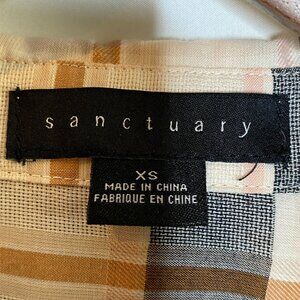 sanctuary
XS
MADE IN CHINA
FABRIQUE EN CHINE